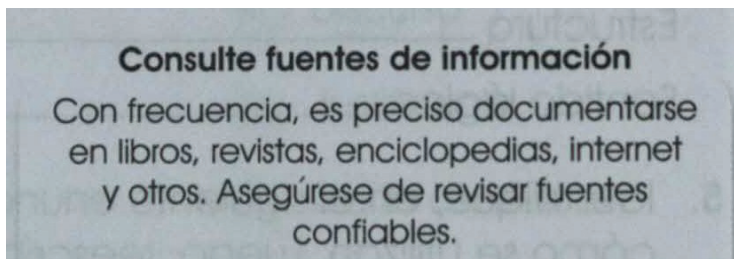 Consulte fuentes de información
Con frecuencia, es preciso documentarse
en libros, revistas, enciclopedias, internet
y otros. Asegúrese de revisar fuentes
confiables.